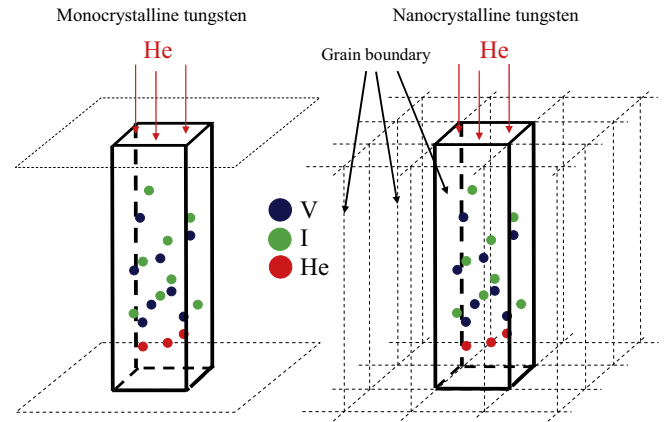 Monocrystalline tungsten
Nanocrystalline tungsten
He
Grain boundary
He
V
I
He